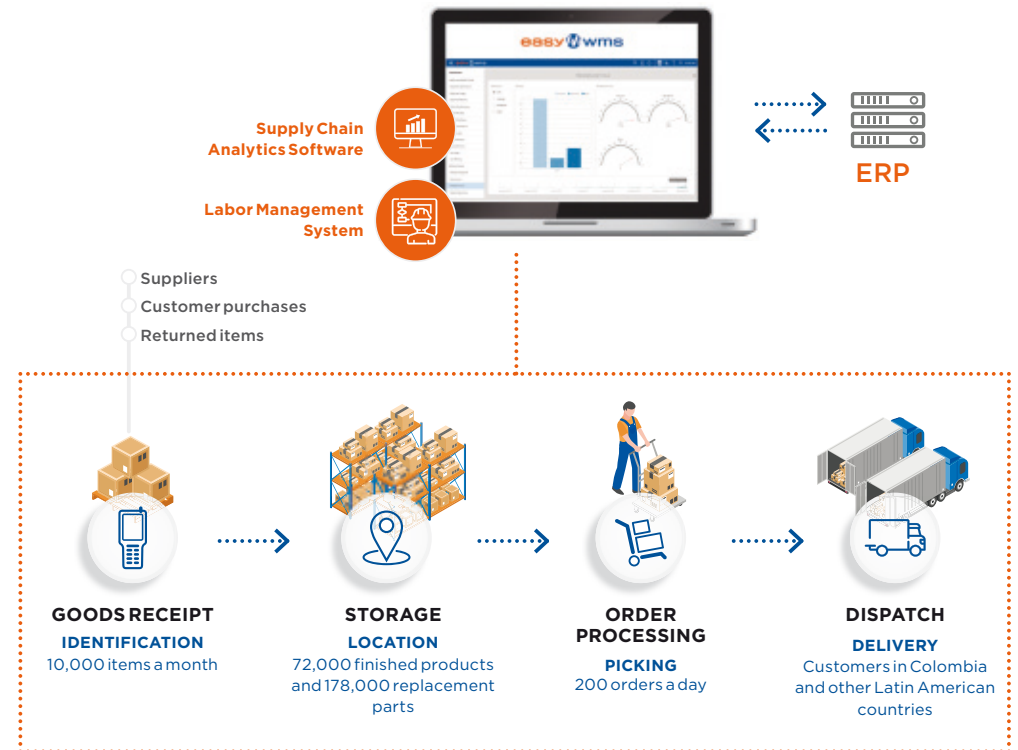 easy wms
Supply Chain
Analytics Software
ERP
Labor Management
System
Suppliers
Customer purchases
Returned items
GOODS RECEIPT
IDENTIFICATION
10,000 items a month
STORAGE
LOCATION
72,000 finished products
and 178,000 replacement
parts
ORDER
PROCESSING
PICKING
200 orders a day
DISPATCH
DELIVERY
Customers in Colombia
and other Latin American
countries